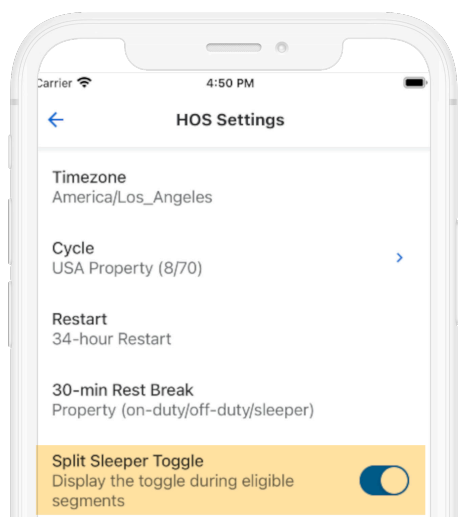 Carrier 4:50 PM
HOS Settings
Timezone
America/Los_Angeles
Cycle
USA Property (8/70)
Restart
34-hour Restart
30-min Rest Break
Property (on-duty/off-duty/sleeper)
Split Sleeper Toggle
Display the toggle during eligible
segments